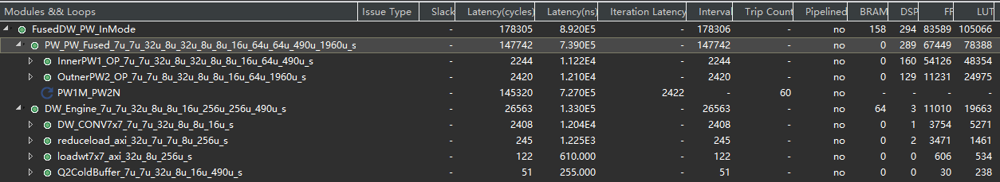 Modules && Loops Issue Type Slack Latency(cycles) Latency(ns) Iteration Latency Interval Trip Count Pipelined BRAM DSP FF LUT
FusedDW_PW_InMode - 178305 8.920E5 - 178306 - no 158 294 83589 105066
PW_PW_Fused_7u_7u_32u_8u_32u_8u_8u_16u_64u_64u_490u_1960u_s - 147742 7.390E5 - 147742 - no 0 289 67449 78388
InnerPW1_OP_7u_7u_32u_8u_32u_8u_8u_16u_64u_490u_s - 2244 1.122E4 - 2244 - no 0 160 54126 48354
OutnerPW2_OP_7u_7u_8u_32u_8u_8u_16u_64u_1960u_s - 2420 1.210E4 - 2420 - no 0 129 11231 24975
PW1M_PW2N - 145320 7.270E5 2422 - 60 no - - - -
DW_Engine_7u_7u_32u_8u_8u_16u_256u_256u_490u_s - 26563 1.330E5 - 26563 - no 64 3 11010 19663
DW_CONV7x7_7u_7u_32u_8u_8u_16u_s - 2408 1.204E4 - 2408 - no 0 1 3754 5271
reduceload_axi_32u_7u_7u_8u_256u_s - 245 1.225E3 - 245 - no 0 2 3471 1461
loadwt7x7_axi_32u_8u_256u_s - 122 610.000 - 122 - no 0 0 606 534
Q2ColdBuffer_7u_7u_32u_8u_16u_490u_s - 51 255.000 - 51 - no 0 0 30 238